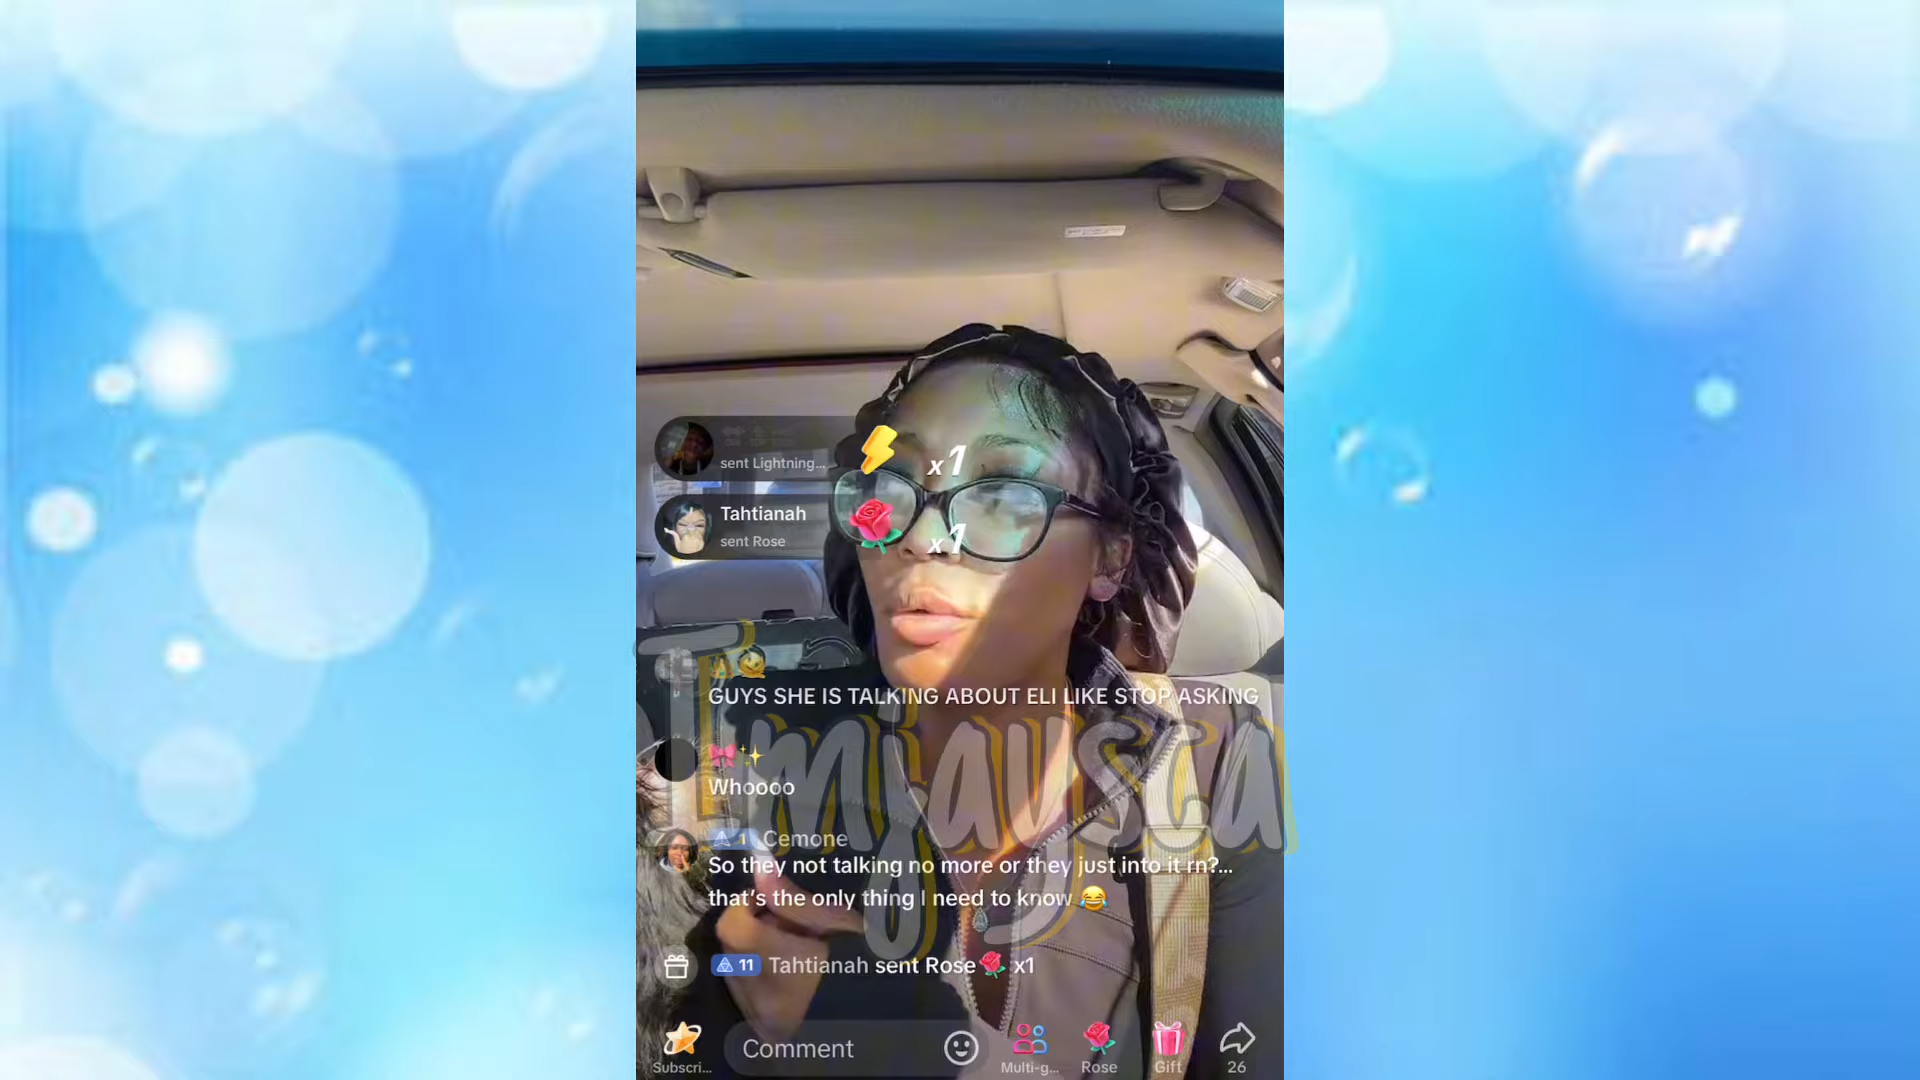 sent Lightning...
x1
Tahtianah
sent Rose
x1
GUYS SHE IS TALKING ABOUT ELI LIKE STOP ASKING
Whoooo
1 Cemone
So they not talking no more or they just into it rn?...
that's the only thing I need to know 😂
11 Tahtianah sent Rose🌹 x1
Imjaysta
Subscri...
Comment
Multi-g...
Rose
Gift
26